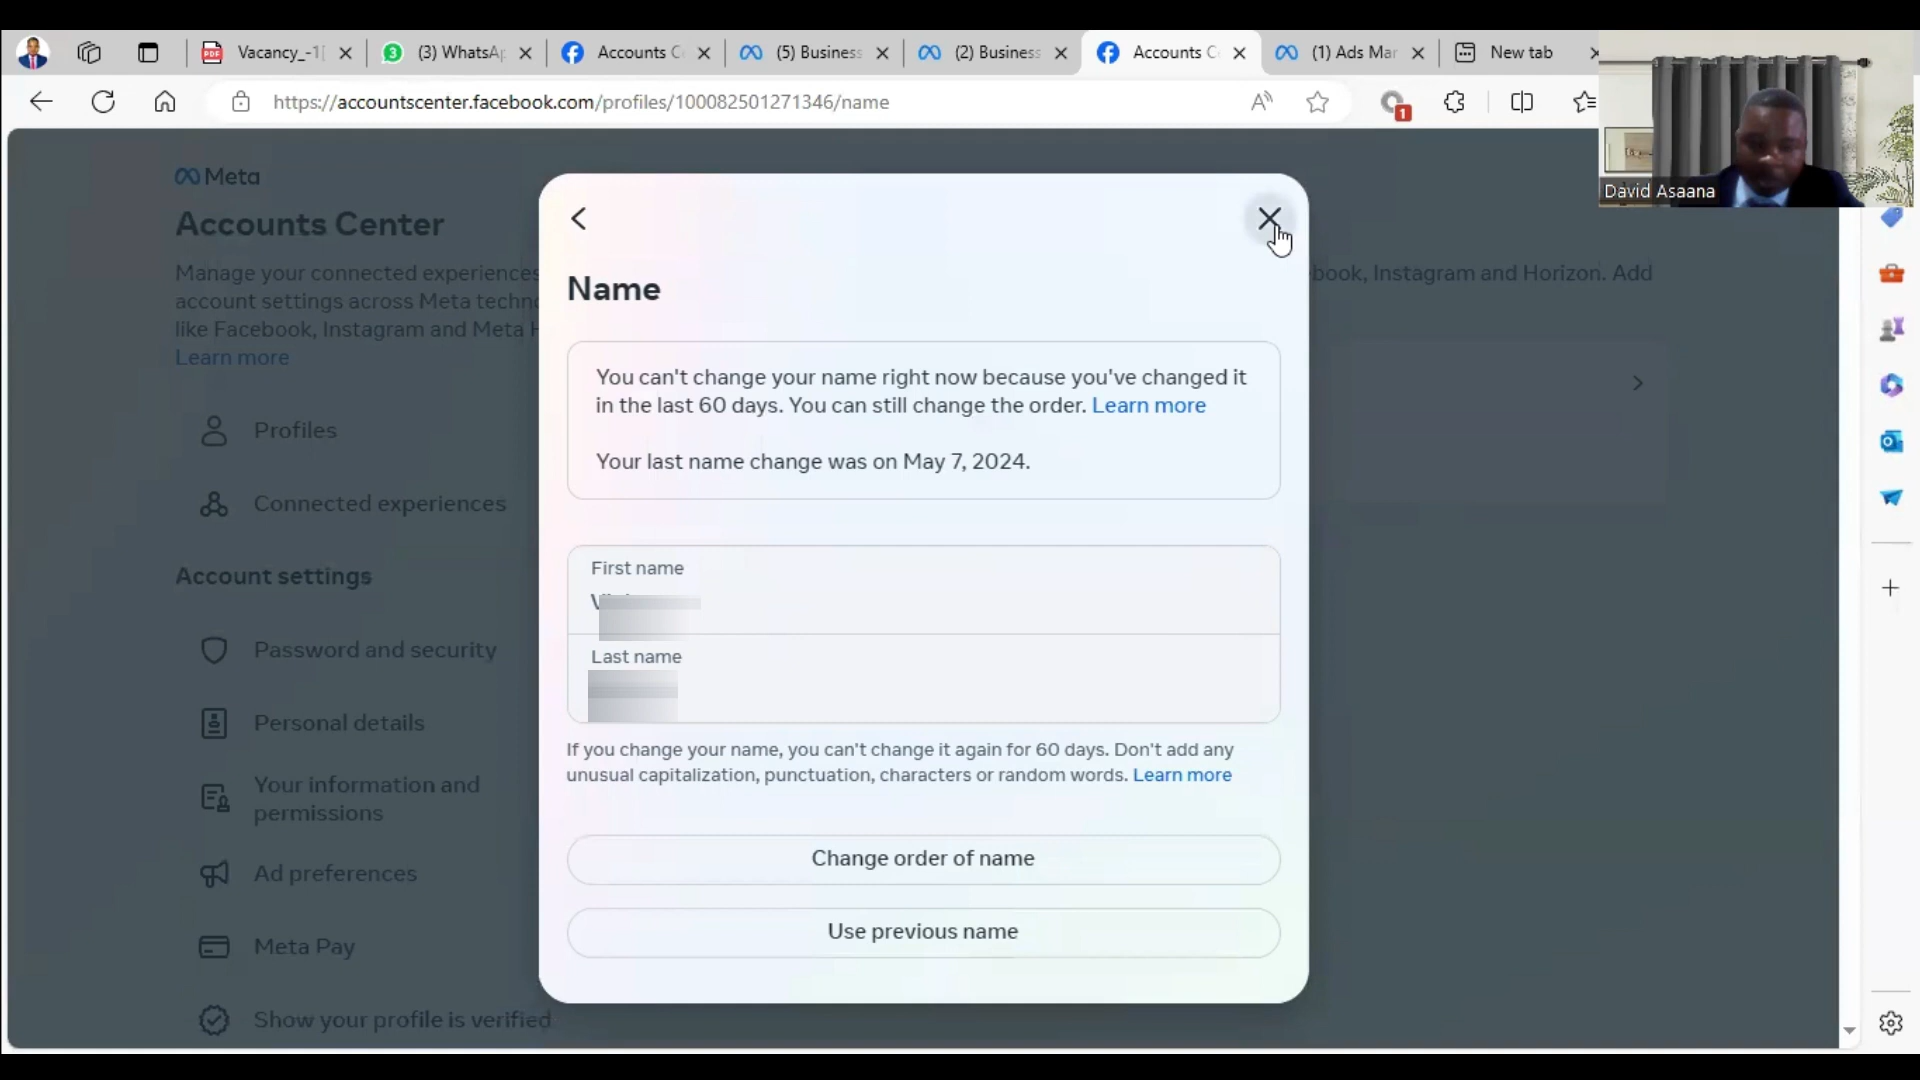 Vacancy_-1[
(3) WhatsAp
Accounts C
(5) Business
(2) Business
Accounts C
(1) Ads Mar
New tab
https://accountscenter.facebook.com/profiles/100082501271346/name
1
David Asaana
Meta
Accounts Center
Manage your connected experiences
account settings across Meta techno
like Facebook, Instagram and Meta H
Learn more
book, Instagram and Horizon. Add
Profiles
Connected experiences
Account settings
Password and security
Personal details
Your information and
permissions
Ad preferences
Meta Pay
Show your profile is verified
Name
You can't change your name right now because you've changed it
in the last 60 days. You can still change the order. Learn more
Your last name change was on May 7, 2024.
First name
Last name
If you change your name, you can't change it again for 60 days. Don't add any
unusual capitalization, punctuation, characters or random words. Learn more
Change order of name
Use previous name